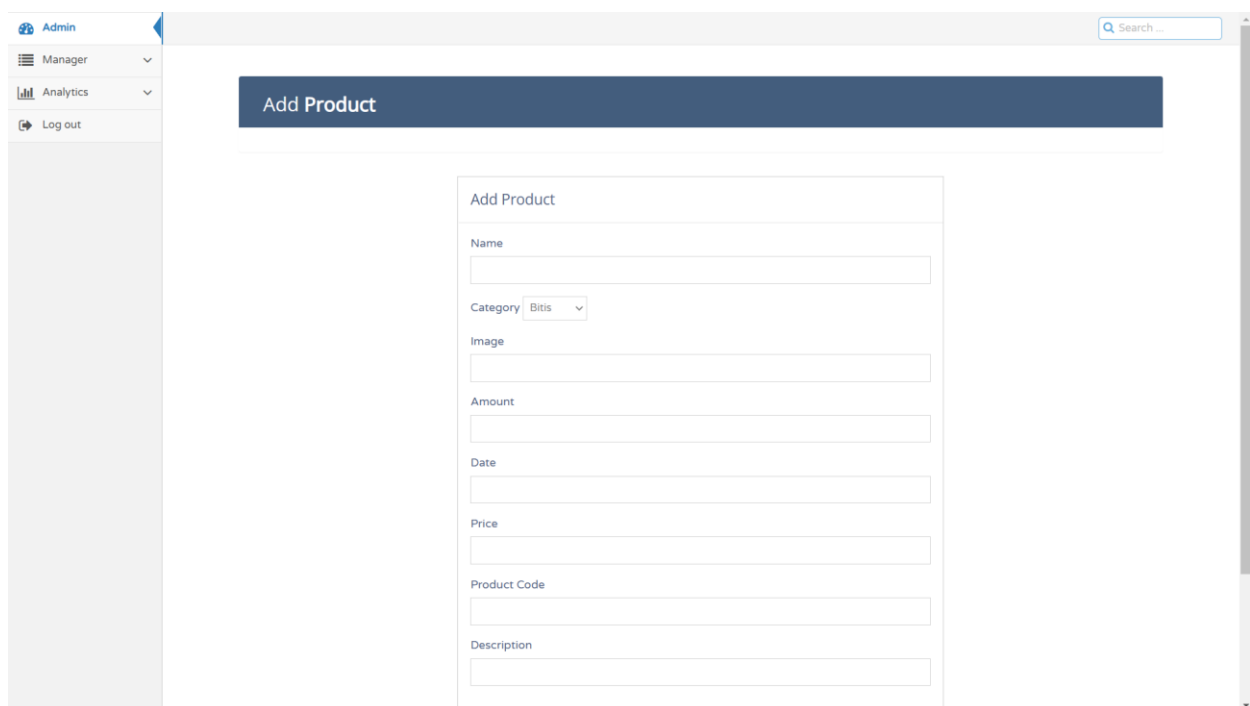 Admin
Search ...
Manager
Analytics
Log out
Add Product
Add Product
Name
Category Bitis
Image
Amount
Date
Price
Product Code
Description